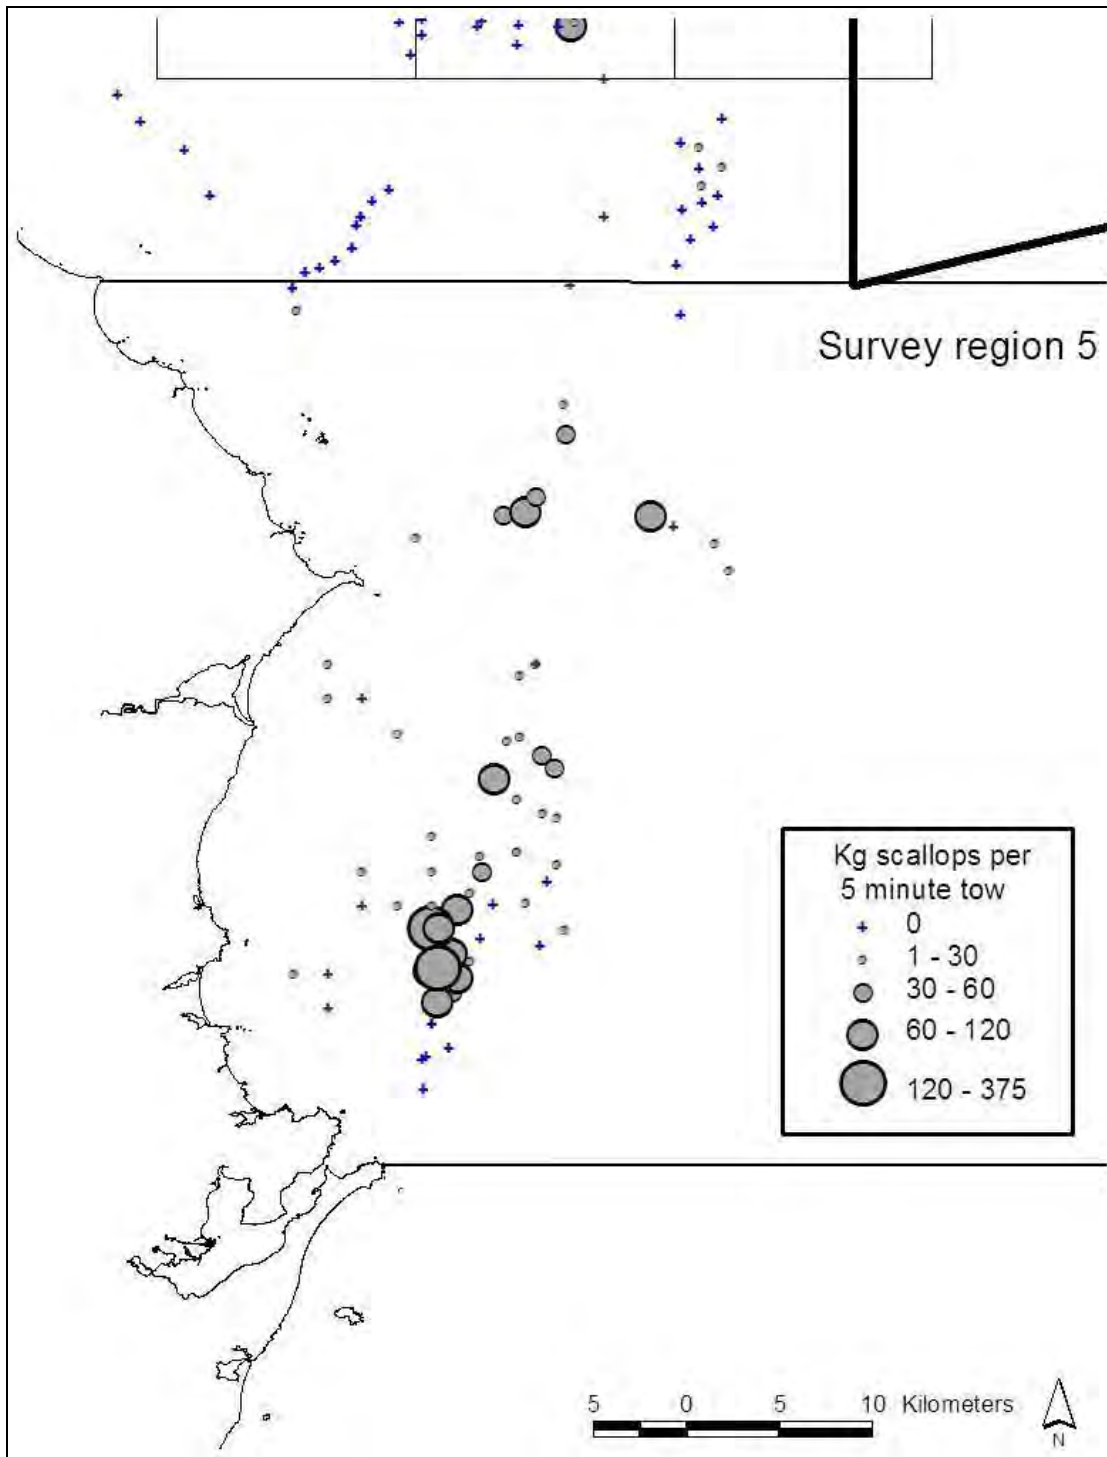 Survey region 5
Kg scallops per
5 minute tow
0
1 - 30
30 - 60
60 - 120
120 - 375
5 0 5 10 Kilometers
N